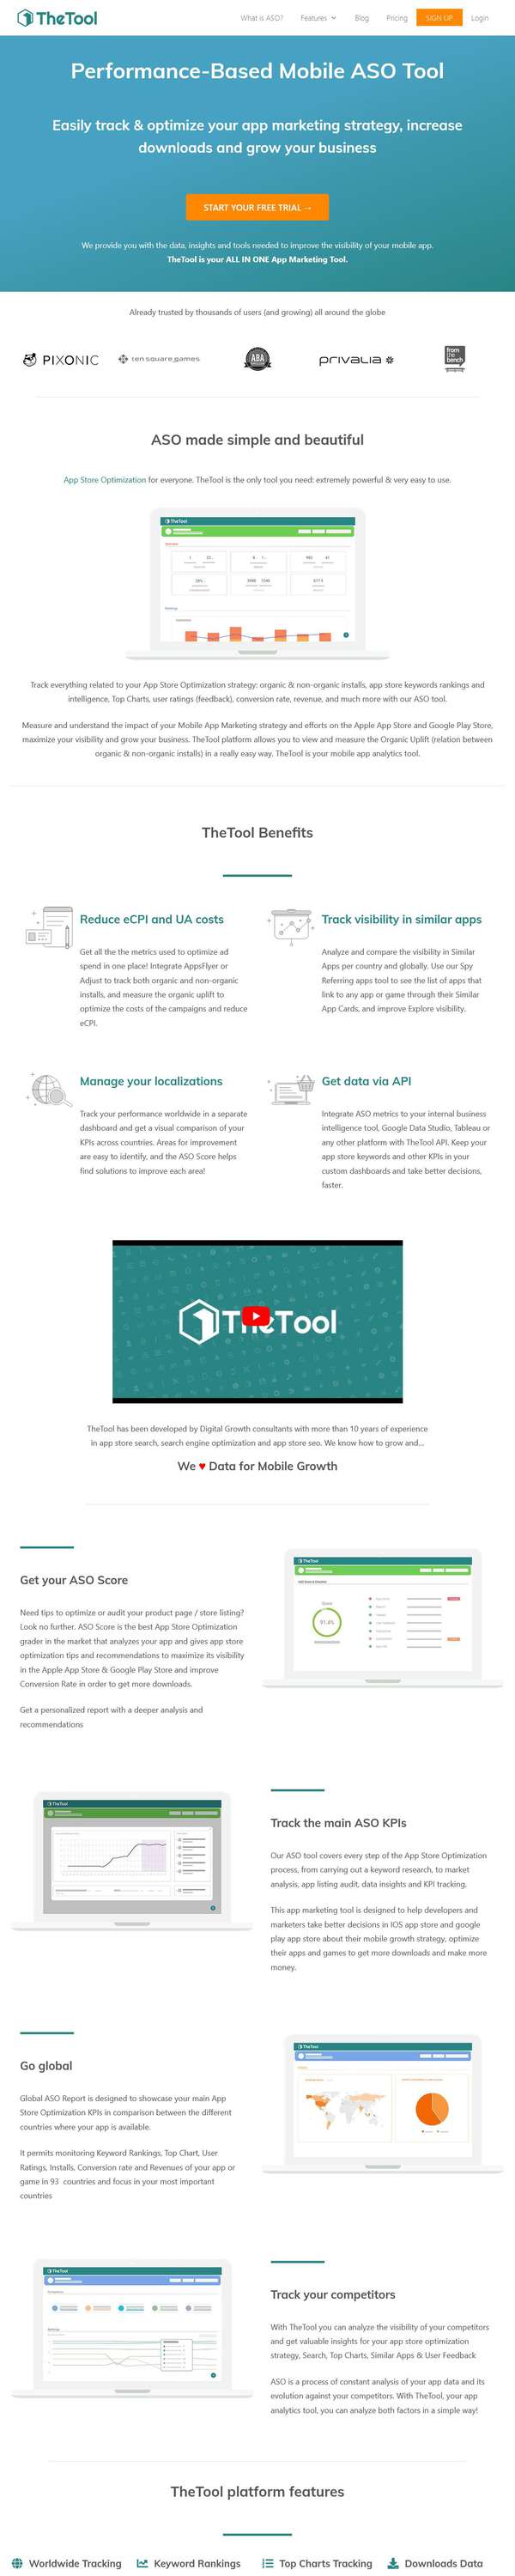 TheTool
What is ASO? Features Blog Pricing SIGN UP Login
Performance-Based Mobile ASO Tool
Easily track & optimize your app marketing strategy, increase
downloads and grow your business
START YOUR FREE TRIAL →
We provide you with the data, insights and tools needed to improve the visibility of your mobile app.
TheTool is your ALL IN ONE App Marketing Tool.
Already trusted by thousands of users (and growing) all around the globe
PIXONIC ten square games ABA privalia from the bench
ASO made simple and beautiful
App Store Optimization for everyone. TheTool is the only tool you need: extremely powerful & very easy to use.
TheTool
Track everything related to your App Store Optimization strategy: organic & non-organic installs, app store keywords rankings and
intelligence, Top Charts, user ratings (feedback), conversion rate, revenue, and much more with our ASO tool.
Measure and understand the impact of your Mobile App Marketing strategy and efforts on the Apple App Store and Google Play Store,
maximize your visibility and grow your business. TheTool platform allows you to view and measure the Organic Uplift (relation between
organic & non-organic installs) in a really easy way. TheTool is your mobile app analytics tool.
TheTool Benefits
Reduce eCPI and UA costs
Get all the the metrics used to optimize ad
spend in one place! Integrate AppsFlyer or
Adjust to track both organic and non-organic
installs, and measure the organic uplift to
optimize the costs of the campaigns and reduce
eCPI.
Track visibility in similar apps
Analyze and compare the visibility in Similar
Apps per country and globally. Use our Spy
Referring apps tool to see the list of apps that
link to any app or game through their Similar
App Cards, and improve Explore visibility.
Manage your localizations
Track your performance worldwide in a separate
dashboard and get a visual comparison of your
KPIs across countries. Areas for improvement
are easy to identify, and the ASO Score helps
find solutions to improve each area!
Get data via API
Integrate ASO metrics to your internal business
intelligence tool, Google Data Studio, Tableau or
any other platform with TheTool API. Keep your
app store keywords and other KPIs in your
custom dashboards and take better decisions,
faster.
TheTool
TheTool has been developed by Digital Growth consultants with more than 10 years of experience
in app store search, search engine optimization and app store seo. We know how to grow and...
We ♥ Data for Mobile Growth
Get your ASO Score
Need tips to optimize or audit your product page / store listing?
Look no further. ASO Score is the best App Store Optimization
grader in the market that analyzes your app and gives app store
optimization tips and recommendations to maximize its visibility
in the Apple App Store & Google Play Store and improve
Conversion Rate in order to get more downloads.
Get a personalized report with a deeper analysis and
recommendations
TheTool
Score
91.4%
TheTool
Track the main ASO KPIs
Our ASO tool covers every step of the App Store Optimization
process, from carrying out a keyword research, to market
analysis, app listing audit, data insights and KPI tracking.
This app marketing tool is designed to help developers and
marketers take better decisions in IOS app store and google
play app store about their mobile growth strategy, optimize
their apps and games to get more downloads and make more
money.
Go global
Global ASO Report is designed to showcase your main App
Store Optimization KPIs in comparison between the different
countries where your app is available.
It permits monitoring Keyword Rankings, Top Chart, User
Ratings, Installs, Conversion rate and Revenues of your app or
game in 93 countries and focus in your most important
countries
TheTool
TheTool
Track your competitors
With TheTool you can analyze the visibility of your competitors
and get valuable insights for your app store optimization
strategy, Search, Top Charts, Similar Apps & User Feedback
ASO is a process of constant analysis of your app data and its
evolution against your competitors. With TheTool, your app
analytics tool, you can analyze both factors in a simple way!
TheTool platform features
Worldwide Tracking Keyword Rankings Top Charts Tracking Downloads Data